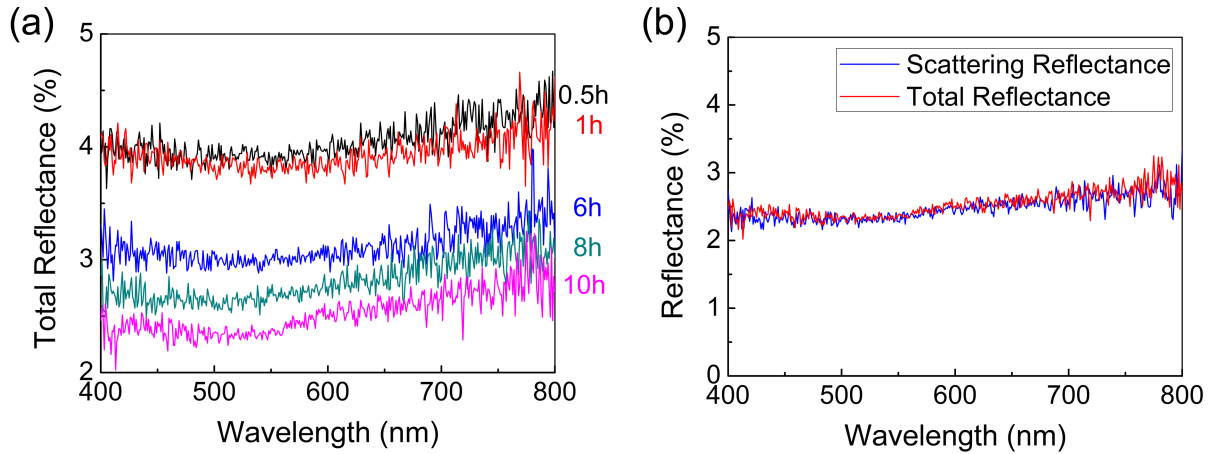 (a)
5
4
3
2
Total Reflectance (%)
400
500
600
700
800
Wavelength (nm)
0.5h
1h
6h
8h
10h
(b)
5
4
3
2
1
0
Reflectance (%)
400
500
600
700
800
Wavelength (nm)
Scattering Reflectance
Total Reflectance